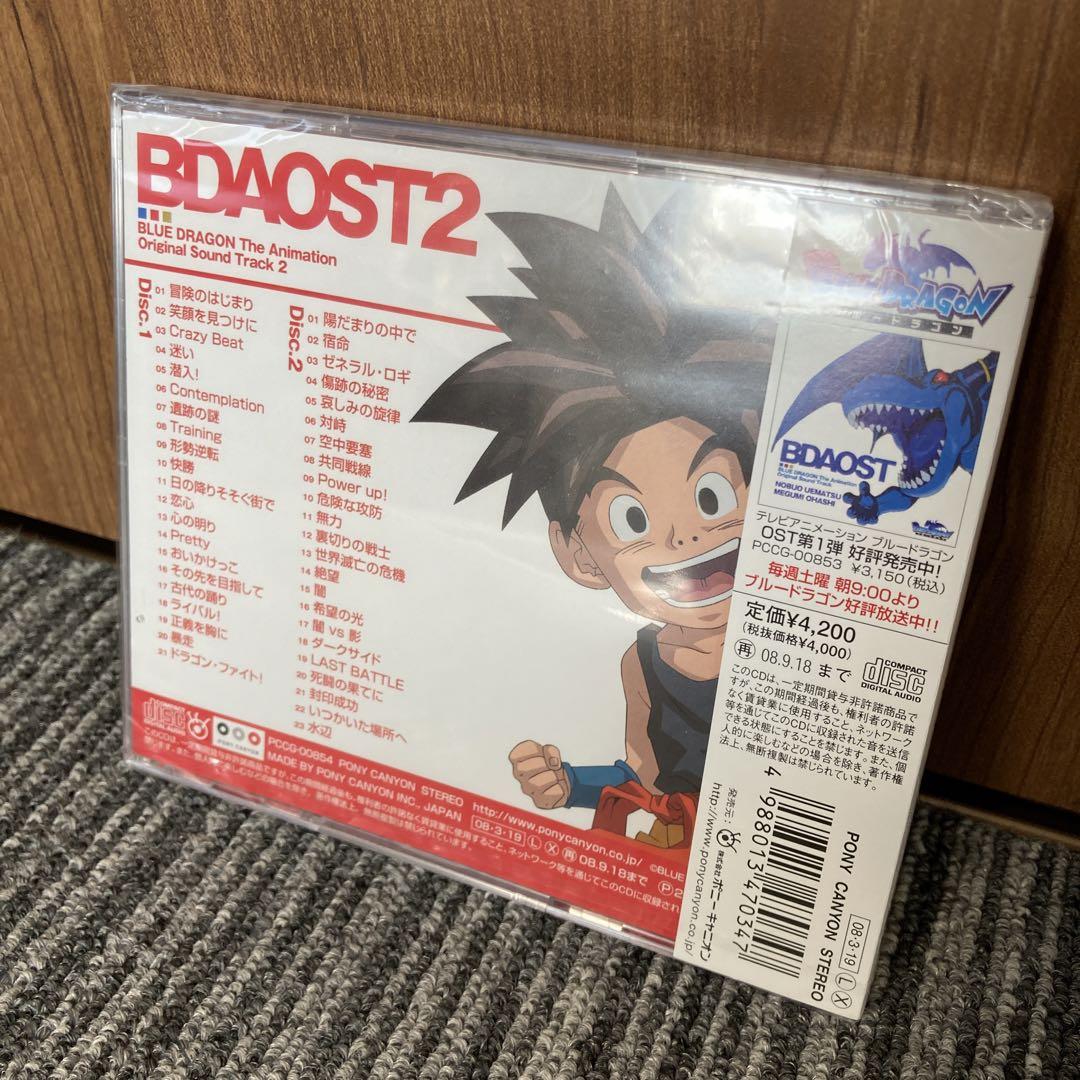 BDAOST2
BLUE DRAGON The Animation
Original Sound Track 2
Disc.1
01 冒険のはじまり
02 笑顔を見つけに
03 Crazy Beat
04 迷い
05 潜入!
06 Contemplation
07 遺跡の謎
08 Training
09 形勢逆転
10 快勝
11 日の降りそそぐ街で
12 恋心
13 心の明り
14 Pretty
15 おいかけっこ
16 その先を目指して
17 古代の踊り
18 ライバル!
19 正義を胸に
20 暴走
21 ドラゴン・ファイト!
Disc.2
01 陽だまりの中で
02 宿命
03 ゼネラル・ロギ
04 傷跡の秘密
05 哀しみの旋律
06 対峙
07 空中要塞
08 共同戦線
09 Power up!
10 危険な攻防
11 無力
12 裏切りの戦士
13 世界滅亡の危機
14 絶望
15 闇
16 希望の光
17 闇 vs 影
18 ダークサイド
19 LAST BATTLE
20 死闘の果てに
21 封印成功
22 いつかいた場所へ
23 水辺
PONY CANYON
PCCG-00854 PONY CANYON STEREO
MADE BY PONY CANYON INC., JAPAN
http://www.ponycanyon.co.jp/
08・3・19 L X 再 08.9.18まで
©BLUE
DRAGON
BDAOST
BLUE DRAGON The Animation
Original Sound Track
NOBUO UEMATSU
MEGUMI OHASHI
テレビアニメーション ブルードラゴン
OST第1弾 好評発売中!
PCCG-00853 ¥3,150(税込)
毎週土曜 朝9:00より
ブルードラゴン好評放送中!!
定価¥4,200
(税抜価格¥4,000)
再 08.9.18 まで
COMPACT disc DIGITAL AUDIO
このCDは、一定期間貸与非許諾商品で
すが、この期間経過後も、権利者の許諾
なく賃貸業に使用すること、ネットワーク
等を通じてこのCDに収録された音を送信
できる状態にすることを禁じます。また、個
人的に楽しむなどの場合を除き、著作権
法上、無断複製は禁じられています。
4 988013 470347
発売元: 株式会社ポニーキャニオン
http://www.ponycanyon.co.jp/
PONY CANYON STEREO
08・3・19 L X